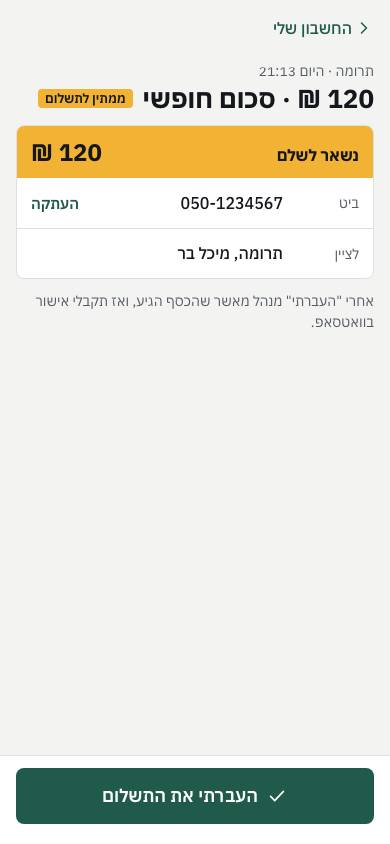 החשבון שלי
תרומה · היום 21:13
120 ₪ · סכום חופשי ממתין לתשלום
נשאר לשלם 120 ₪
ביט 050-1234567 העתקה
לציין תרומה, מיכל בר
אחרי "העברתי" מנהל מאשר שהכסף הגיע, ואז תקבלי אישור
בוואטסאפ.
העברתי את התשלום